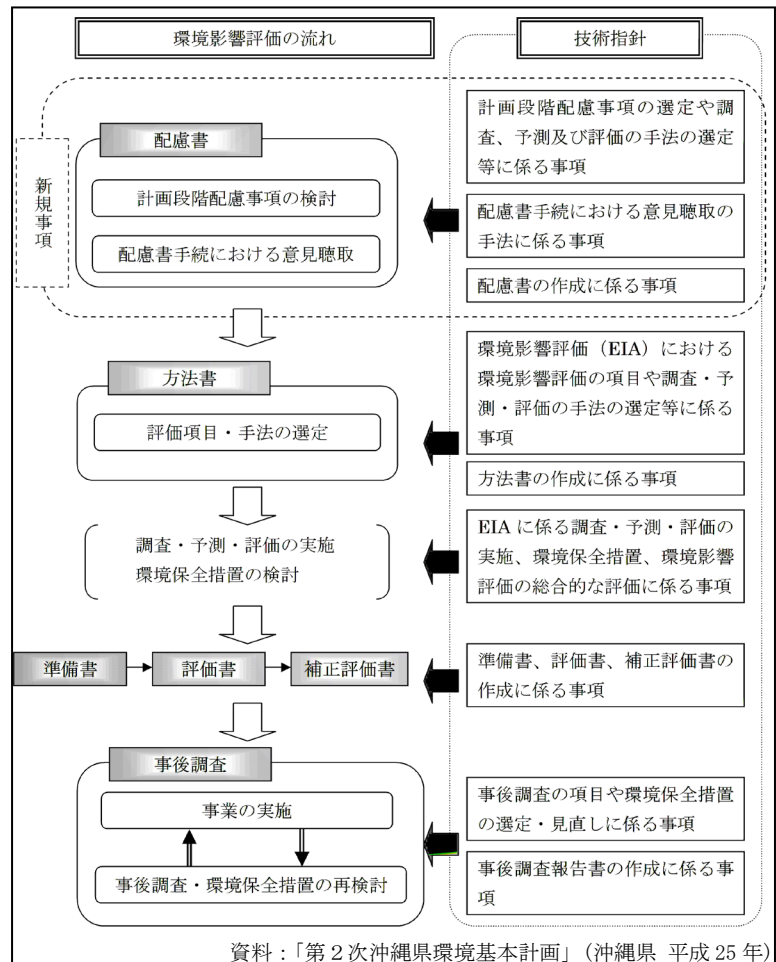 環境影響評価の流れ
技術指針
新規事項
配慮書
計画段階配慮事項の検討
配慮書手続における意見聴取
計画段階配慮事項の選定や調
査、予測及び評価の手法の選定
等に係る事項
配慮書手続における意見聴取の
手法に係る事項
配慮書の作成に係る事項
方法書
評価項目・手法の選定
環境影響評価（EIA）における
環境影響評価の項目や調査・予
測・評価の手法の選定等に係る
事項
方法書の作成に係る事項
調査・予測・評価の実施
環境保全措置の検討
EIA に係る調査・予測・評価の
実施、環境保全措置、環境影響
評価の総合的な評価に係る事項
準備書
評価書
補正評価書
準備書、評価書、補正評価書の
作成に係る事項
事後調査
事業の実施
事後調査・環境保全措置の再検討
事後調査の項目や環境保全措置
の選定・見直しに係る事項
事後調査報告書の作成に係る事
項
資料：「第２次沖縄県環境基本計画」（沖縄県 平成 25 年）